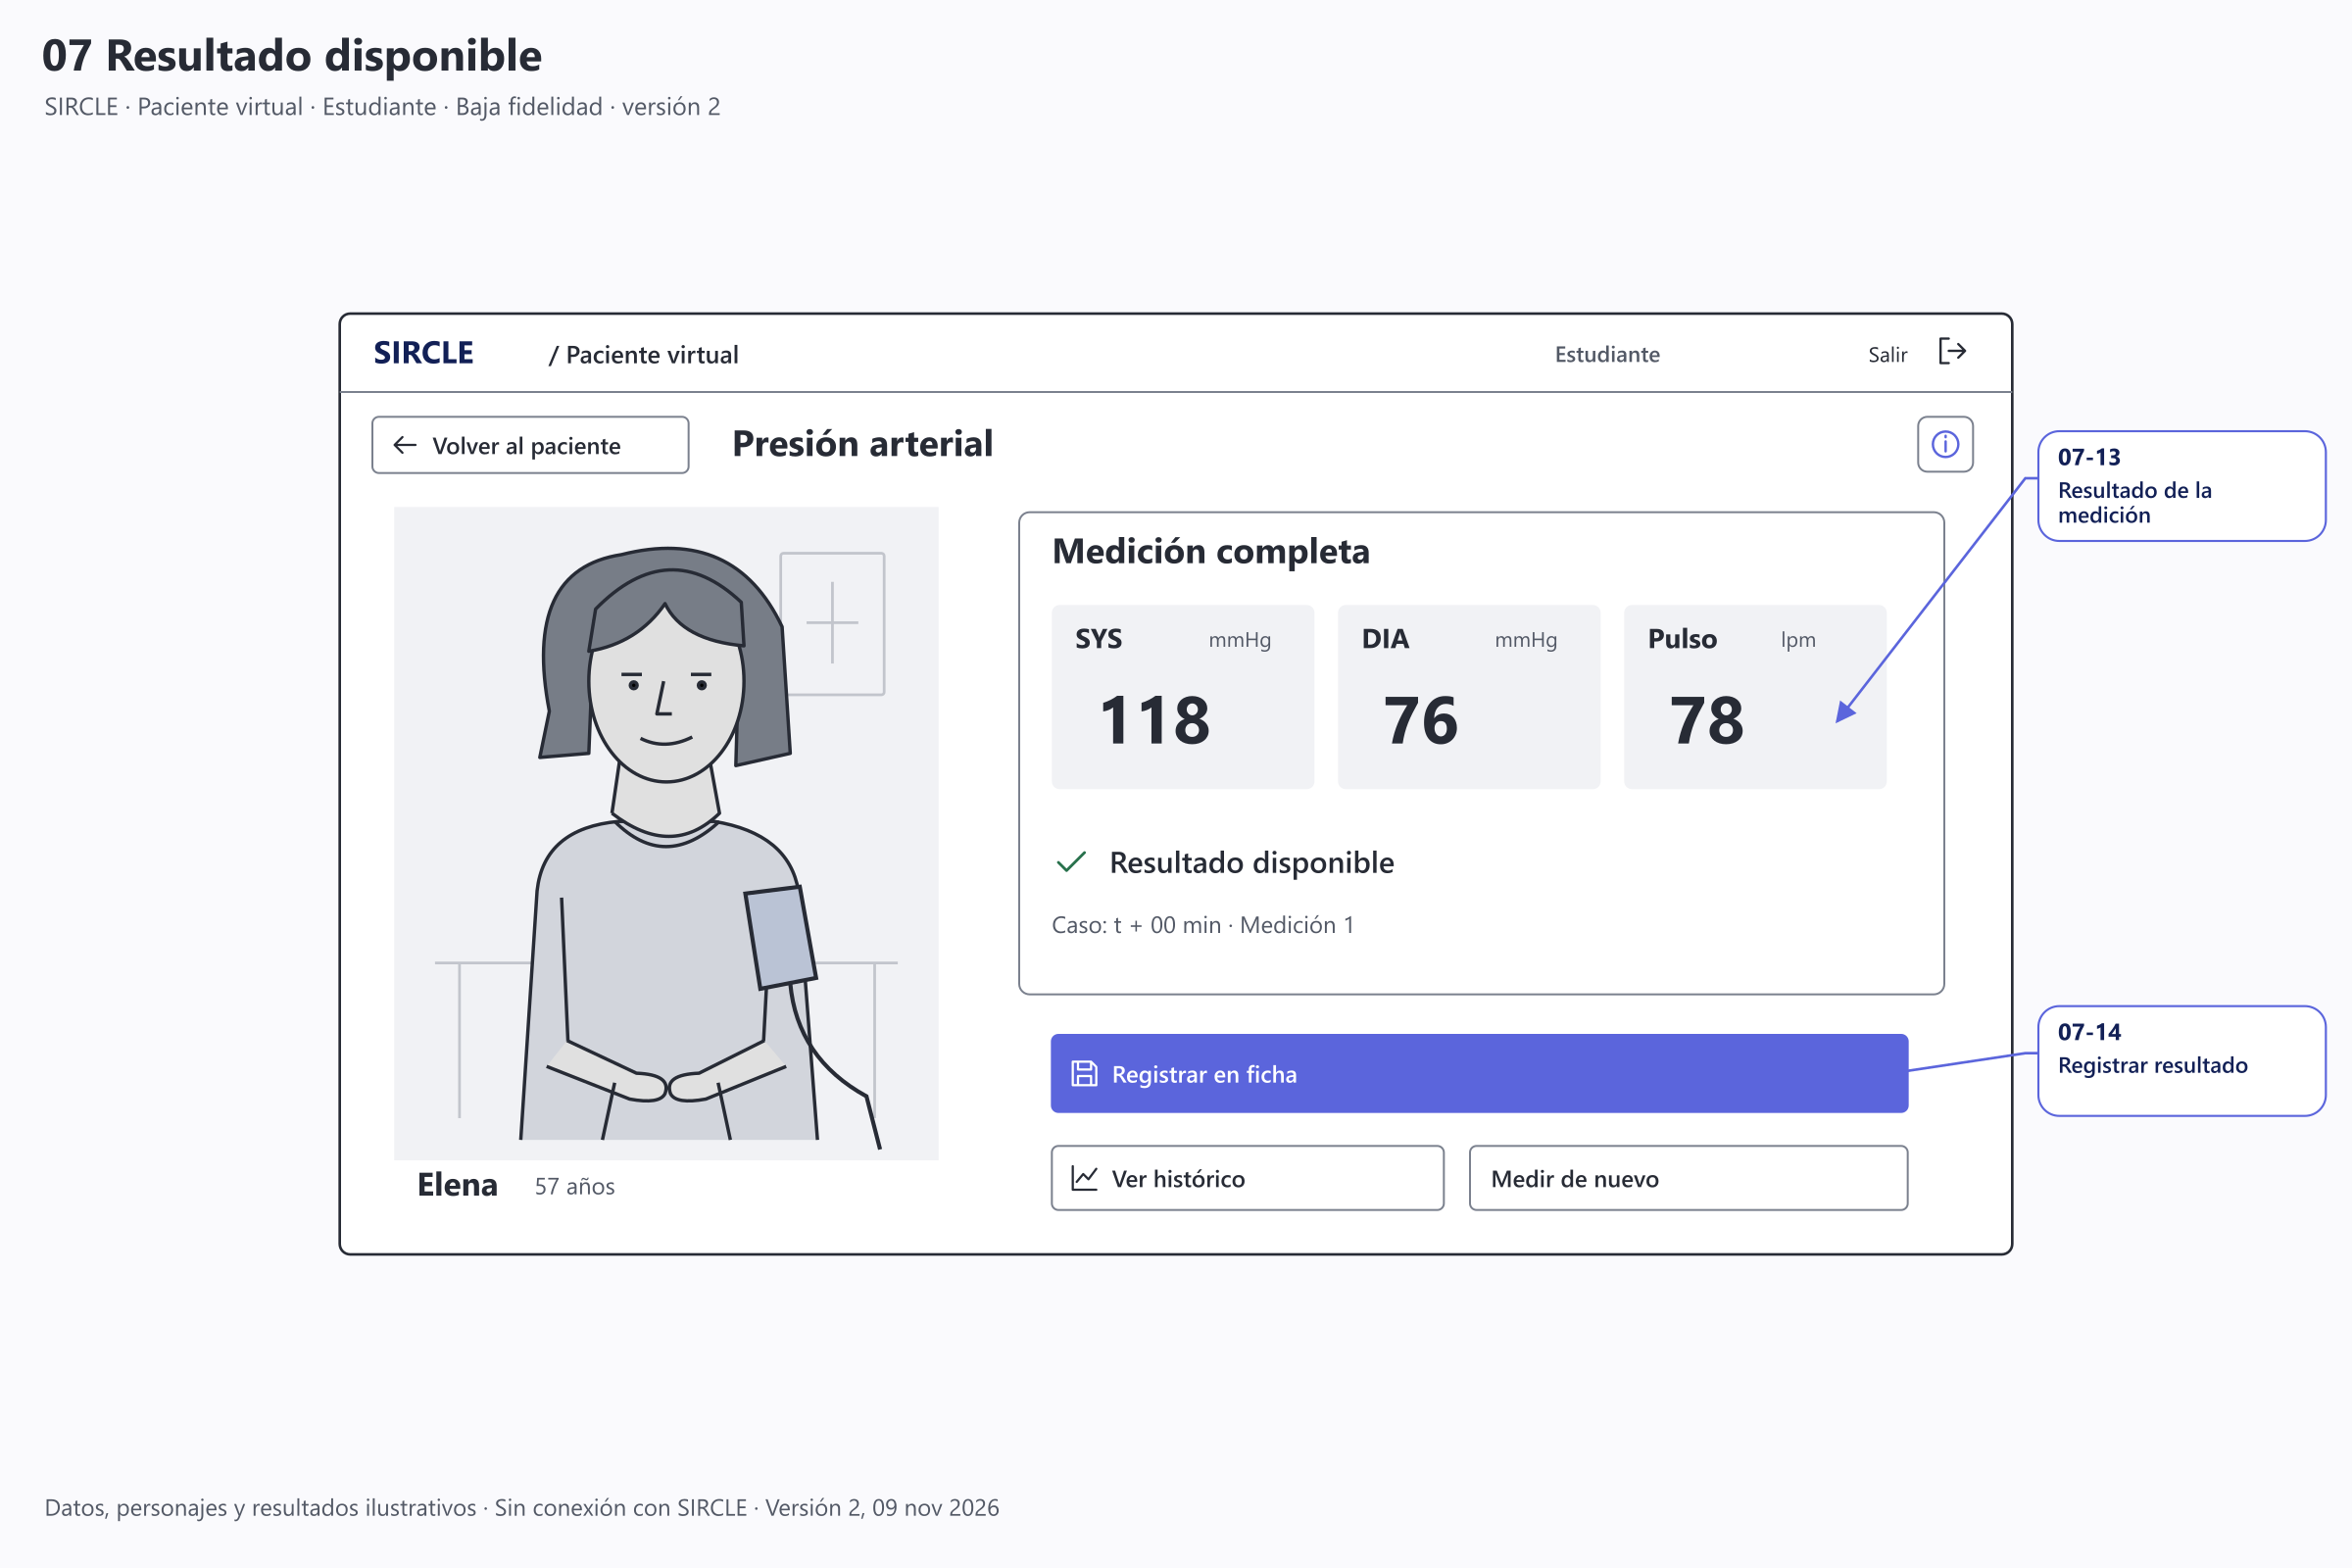 07 Resultado disponible
SIRCLE · Paciente virtual · Estudiante · Baja fidelidad · versión 2
SIRCLE / Paciente virtual Estudiante Salir
Volver al paciente Presión arterial
07-13
Resultado de la
medición
Medición completa
SYS mmHg DIA mmHg Pulso lpm
118 76 78
Resultado disponible
Caso: t + 00 min · Medición 1
07-14
Registrar resultado
Registrar en ficha
Ver histórico Medir de nuevo
Elena 57 años
Datos, personajes y resultados ilustrativos · Sin conexión con SIRCLE · Versión 2, 09 nov 2026